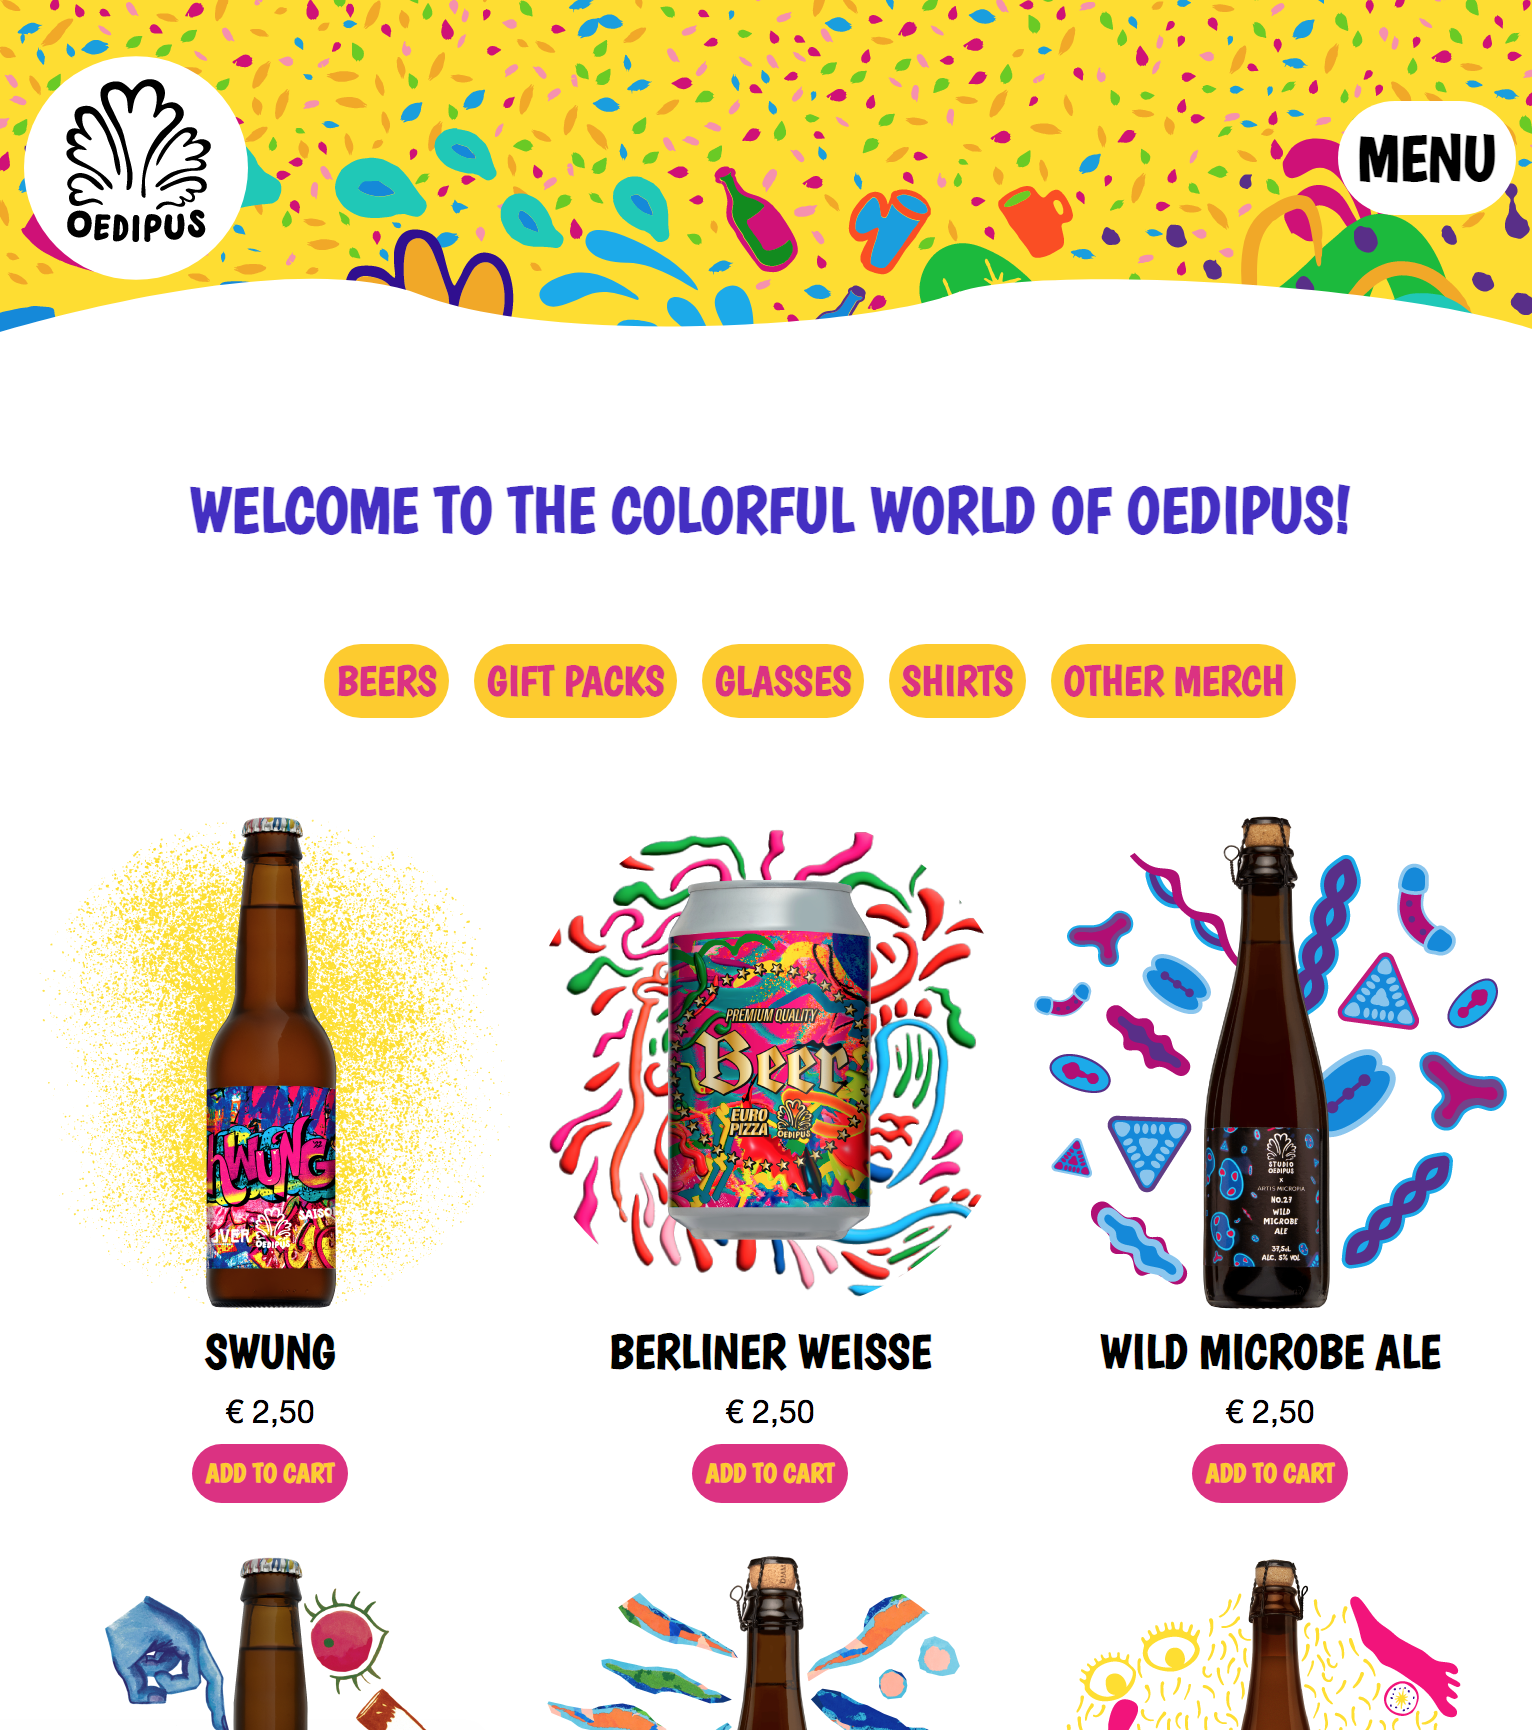 OEDIPUS
MENU
WELCOME TO THE COLORFUL WORLD OF OEDIPUS!
BEERS
GIFT PACKS
GLASSES
SHIRTS
OTHER MERCH
WUNG
SAISO
OEDIPUS
PREMIUM QUALITY
Beer
EURO
PIZZA
OEDIPUS
STUDIO
OEDIPUS
X
ARTIS MICROPIA
NO.27
WILD
MICROBE
ALE
37,5cL
ALC. 5% VOL
SWUNG
BERLINER WEISSE
WILD MICROBE ALE
€ 2,50
€ 2,50
€ 2,50
ADD TO CART
ADD TO CART
ADD TO CART